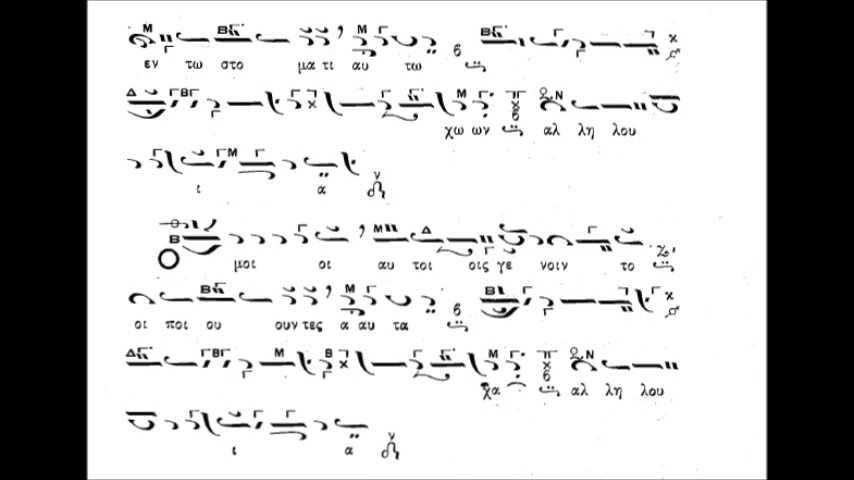 εν τω στο μα τι αυ τω
χω ων αλ λη λου
ι α
μοι οι αυ τοι οις γε νοιν το
οι ποι ου ουν τες α αυ τα
χα αλ λη λου
ι α